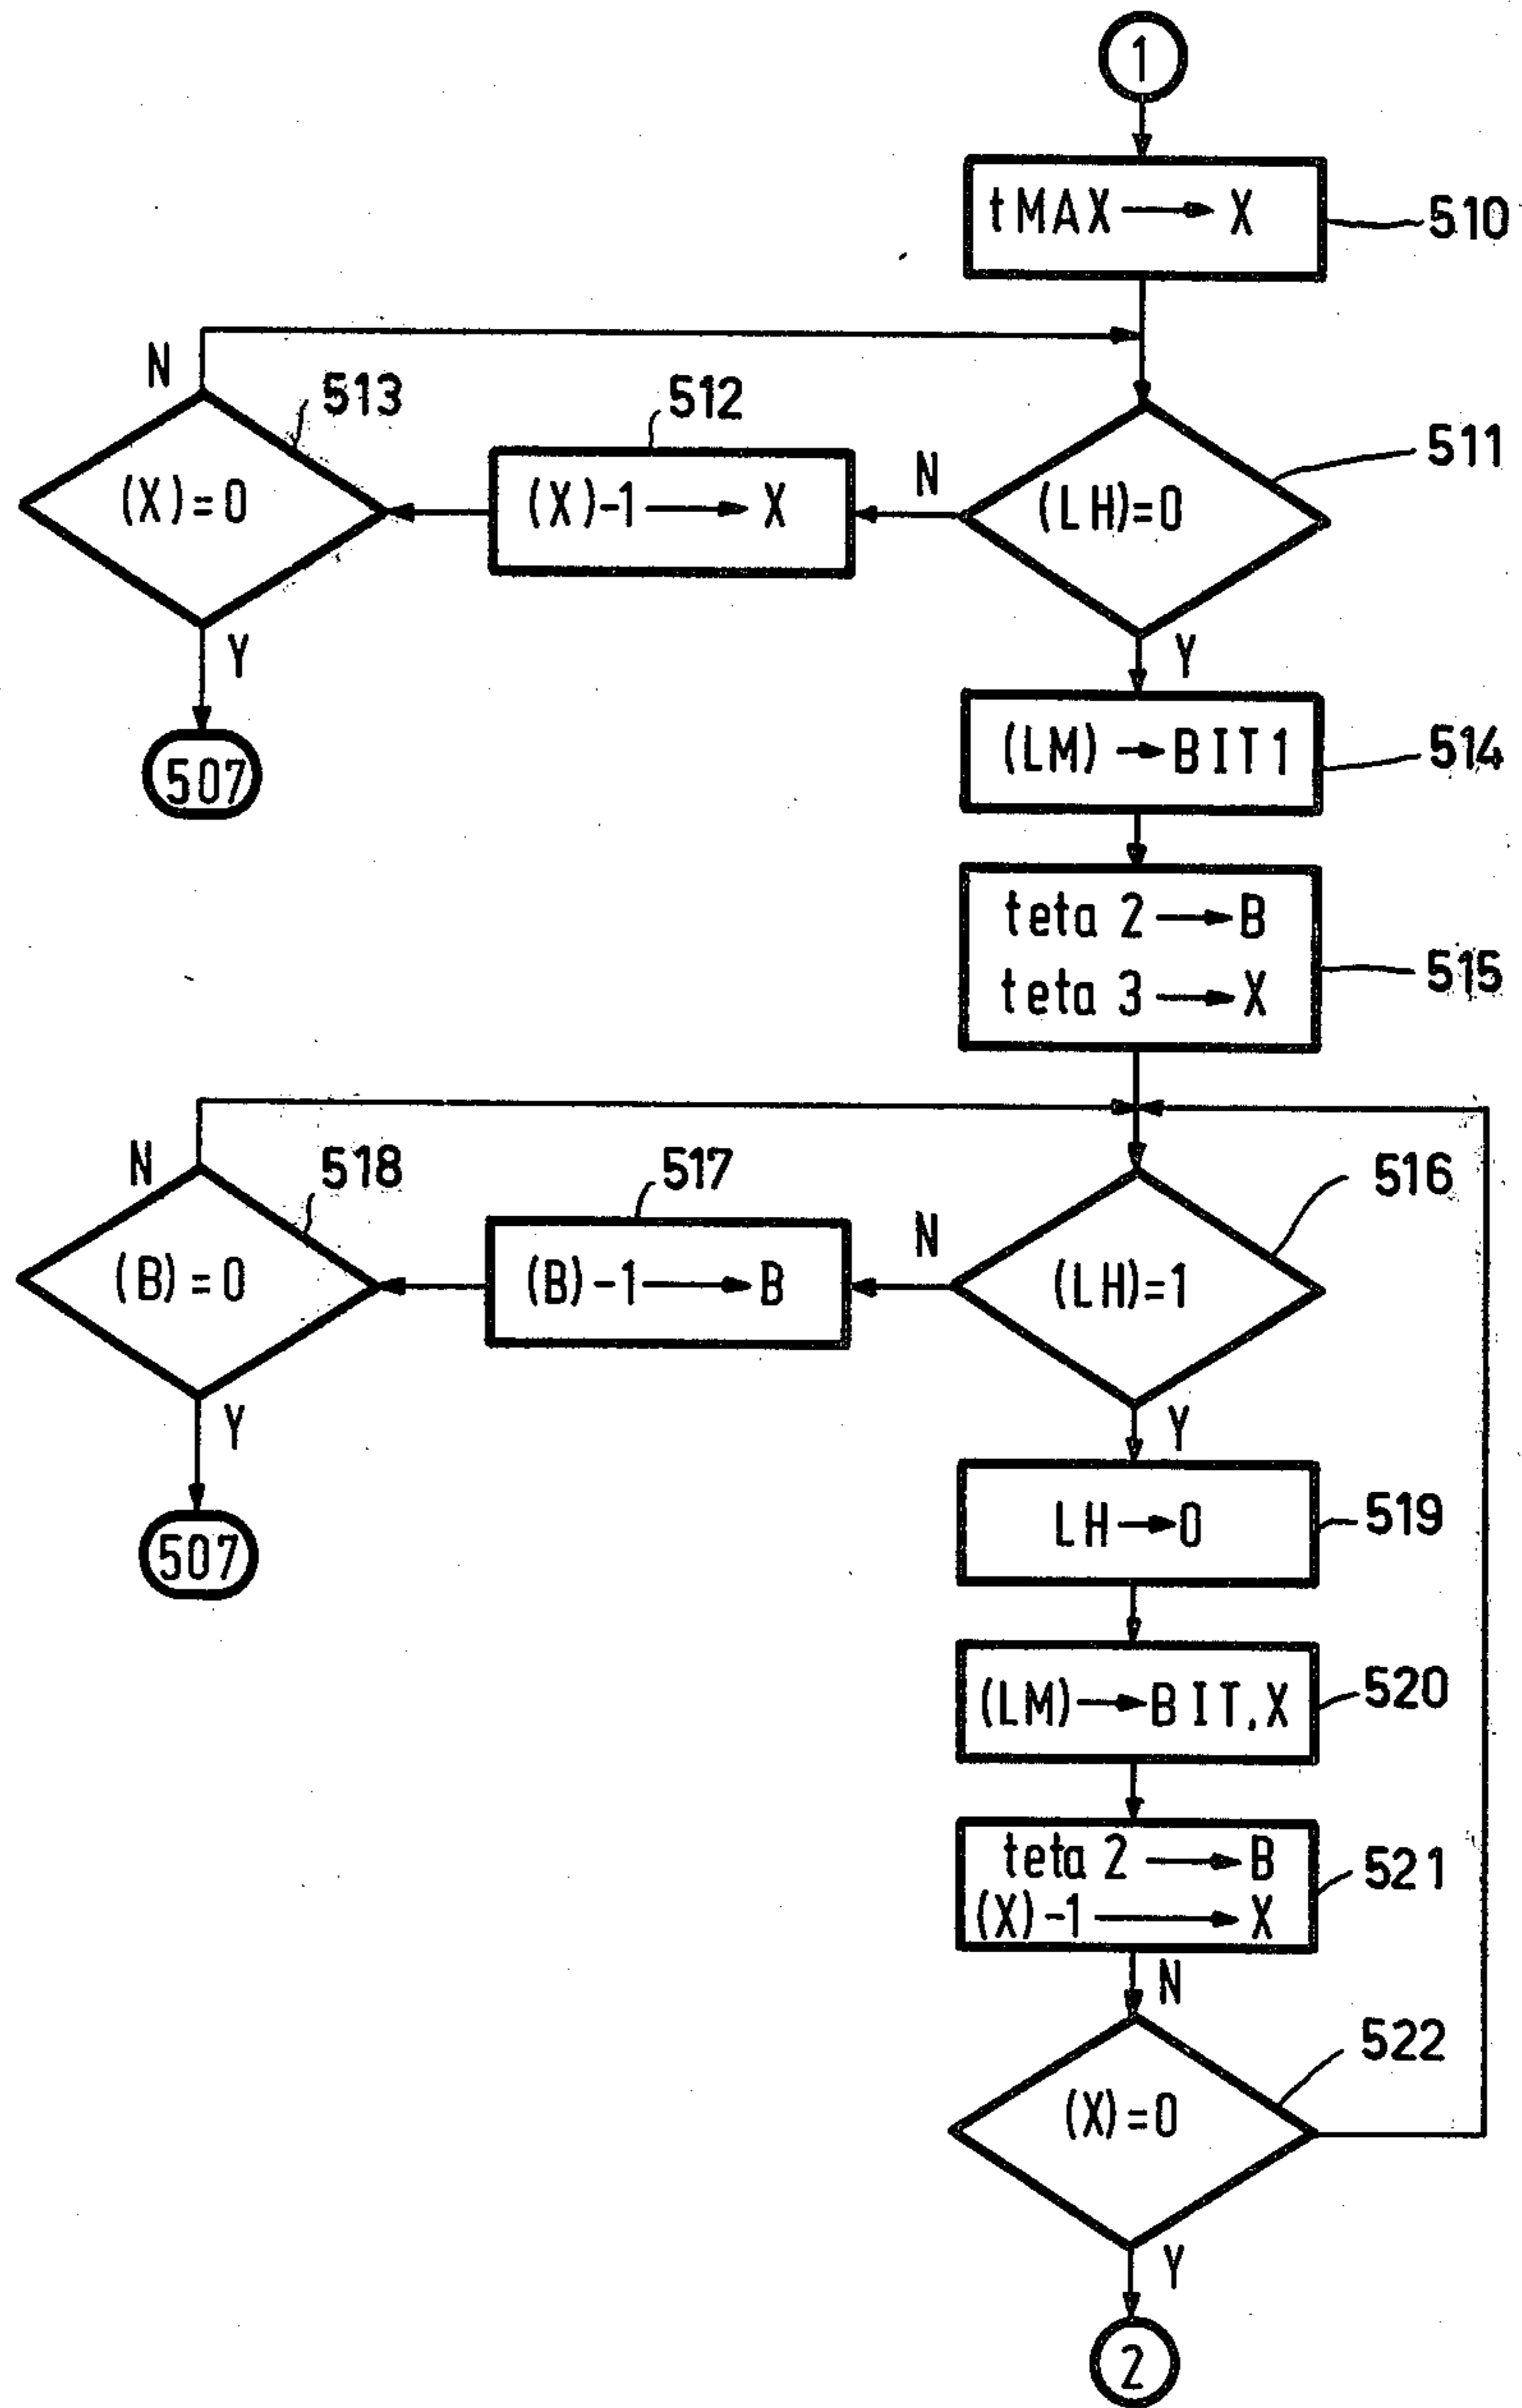 1
tMAX → X
510
N
513
512
511
(X)=0
(X)-1 → X
N
(LH)=0
Y
Y
507
(LM) → BIT1
514
teta 2 → B
teta 3 → X
515
N
518
517
516
(B)=0
(B)-1 → B
N
(LH)=1
Y
Y
507
LH → 0
519
(LM) → BIT,X
520
teta 2 → B
(X)-1 → X
521
N
522
(X)=0
Y
2